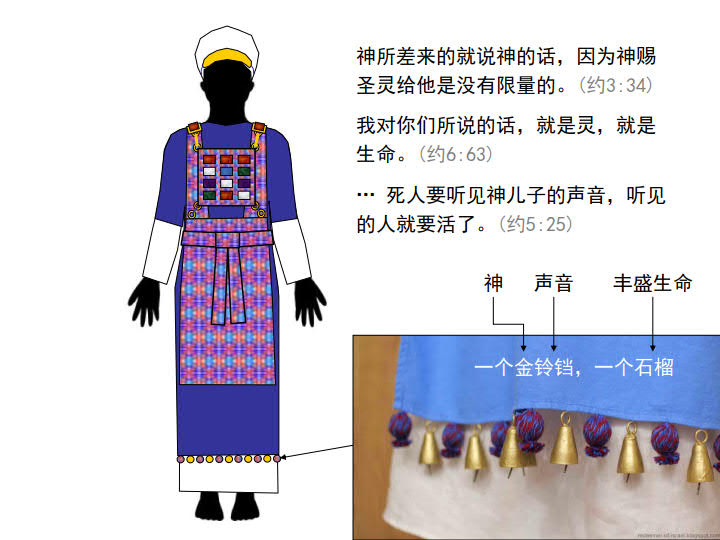 神所差来的就说神的话，因为神赐
圣灵给他是没有限量的。(约3:34)
我对你们所说的话，就是灵，就是
生命。(约6:63)
… 死人要听见神儿子的声音，听见
的人就要活了。(约5:25)
神 声音 丰盛生命
一个金铃铛，一个石榴